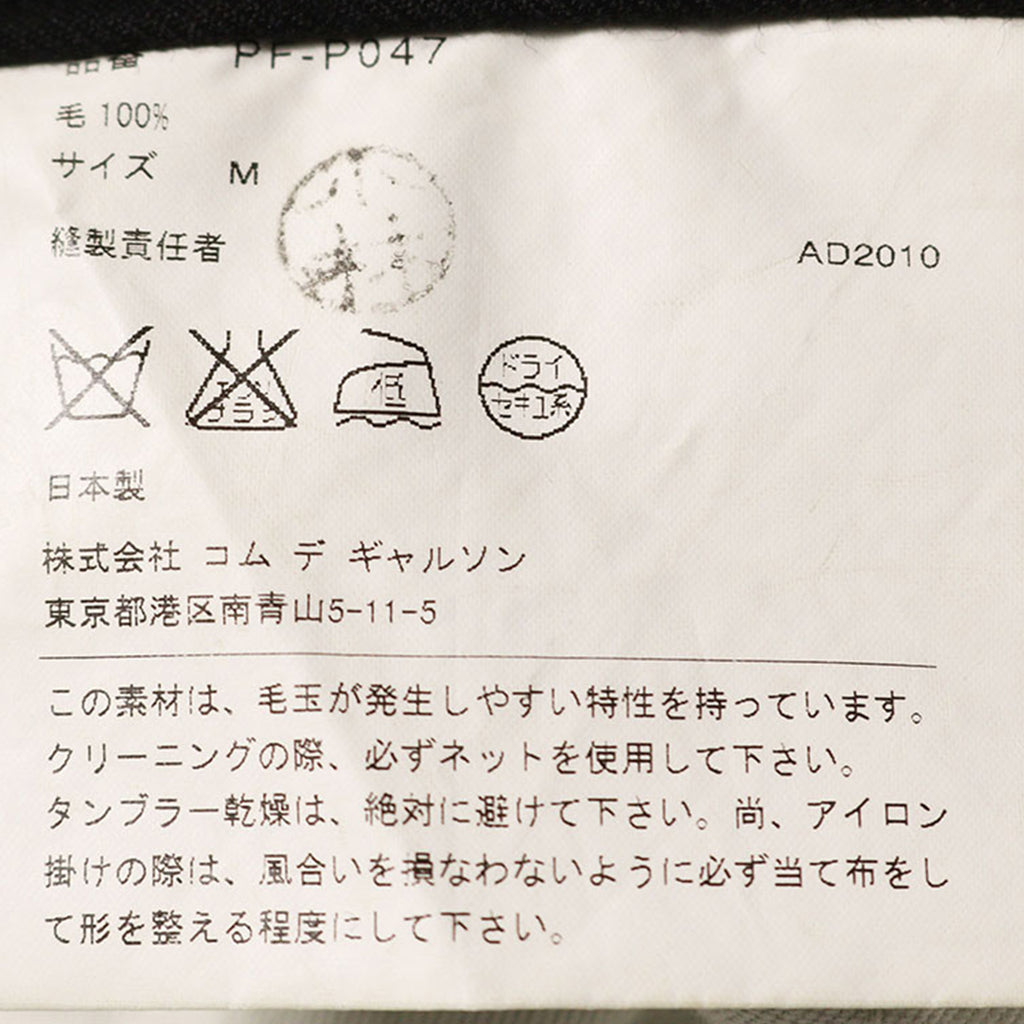 品番 PF-P047
毛 100%
サイズ M
縫製責任者
AD2010
低
ドライ
セキユ系
日本製
株式会社 コム デ ギャルソン
東京都港区南青山5-11-5
この素材は、毛玉が発生しやすい特性を持っています。
クリーニングの際、必ずネットを使用して下さい。
タンブラー乾燥は、絶対に避けて下さい。尚、アイロン
掛けの際は、風合いを損なわないように必ず当て布をし
て形を整える程度にして下さい。